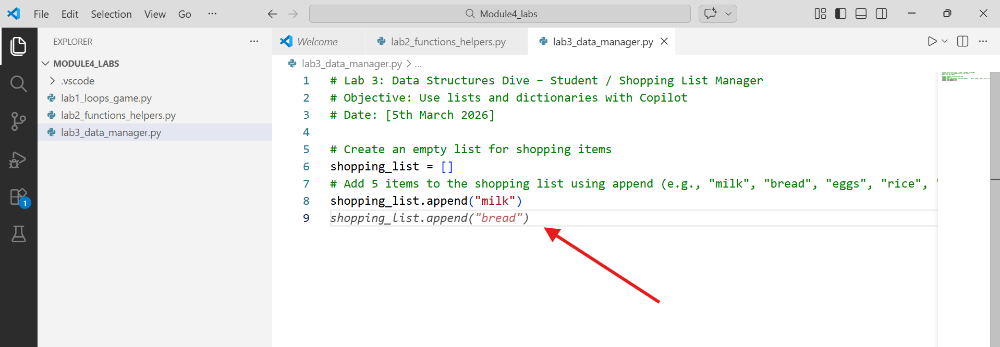 File Edit Selection View Go ···
Module4_labs
EXPLORER ···
Welcome
lab2_functions_helpers.py
lab3_data_manager.py
MODULE4_LABS
.vscode
lab1_loops_game.py
lab2_functions_helpers.py
lab3_data_manager.py
1
lab3_data_manager.py > ...
1 # Lab 3: Data Structures Dive – Student / Shopping List Manager
2 # Objective: Use lists and dictionaries with Copilot
3 # Date: [5th March 2026]
4
5 # Create an empty list for shopping items
6 shopping_list = []
7 # Add 5 items to the shopping list using append (e.g., "milk", "bread", "eggs", "rice",
8 shopping_list.append("milk")
9 shopping_list.append("bread")